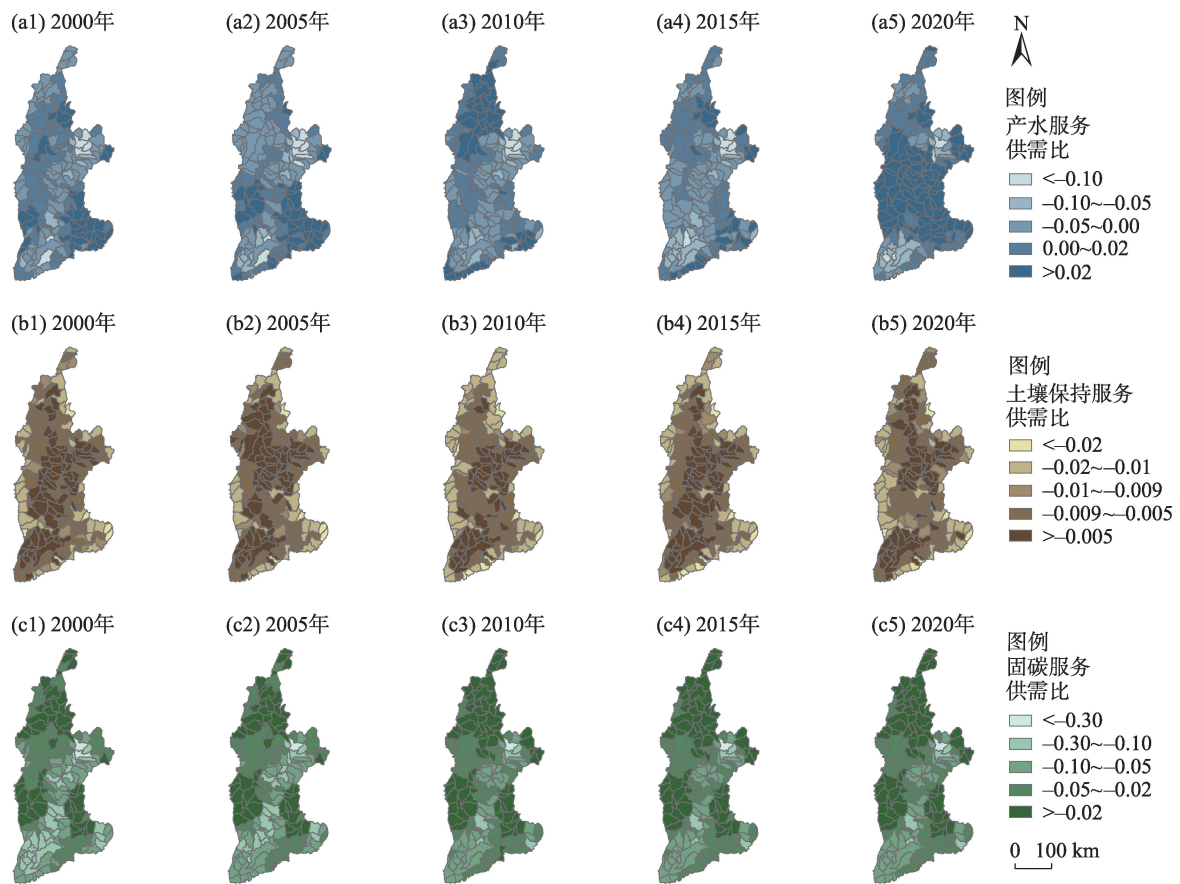 (a1) 2000年
(a2) 2005年
(a3) 2010年
(a4) 2015年
(a5) 2020年
N
图例
产水服务
供需比
<–0.10
–0.10~–0.05
–0.05~0.00
0.00~0.02
>0.02
(b1) 2000年
(b2) 2005年
(b3) 2010年
(b4) 2015年
(b5) 2020年
图例
土壤保持服务
供需比
<–0.02
–0.02~–0.01
–0.01~–0.009
–0.009~–0.005
>–0.005
(c1) 2000年
(c2) 2005年
(c3) 2010年
(c4) 2015年
(c5) 2020年
图例
固碳服务
供需比
<–0.30
–0.30~–0.10
–0.10~–0.05
–0.05~–0.02
>–0.02
0 100 km